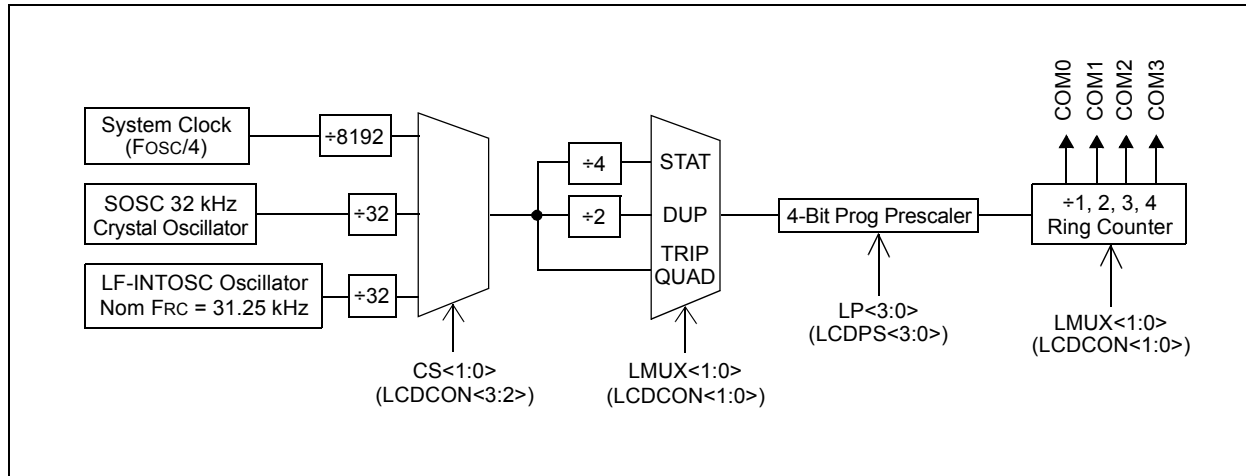 COM0
COM1
COM2
COM3
System Clock
(FOSC/4)
÷8192
SOSC 32 kHz
Crystal Oscillator
÷32
LF-INTOSC Oscillator
Nom FRC = 31.25 kHz
÷32
÷4
÷2
STAT
DUP
TRIP
QUAD
4-Bit Prog Prescaler
÷1, 2, 3, 4
Ring Counter
CS<1:0>
(LCDCON<3:2>)
LMUX<1:0>
(LCDCON<1:0>)
LP<3:0>
(LCDPS<3:0>)
LMUX<1:0>
(LCDCON<1:0>)